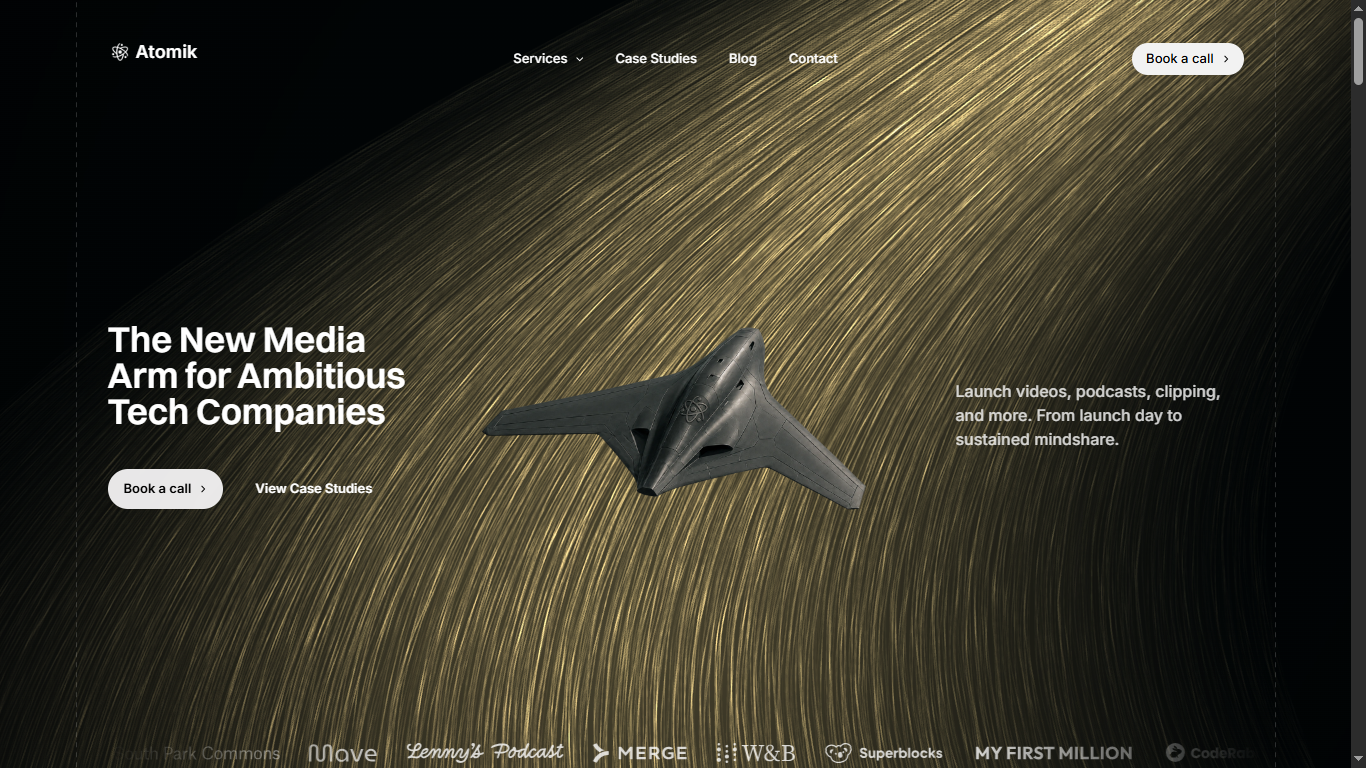 Atomik
Services
Case Studies
Blog
Contact
Book a call
The New Media
Arm for Ambitious
Tech Companies
Launch videos, podcasts, clipping,
and more. From launch day to
sustained mindshare.
Book a call
View Case Studies
South Park Commons
Mave
Lenny's Podcast
MERGE
W&B
Superblocks
MY FIRST MILLION